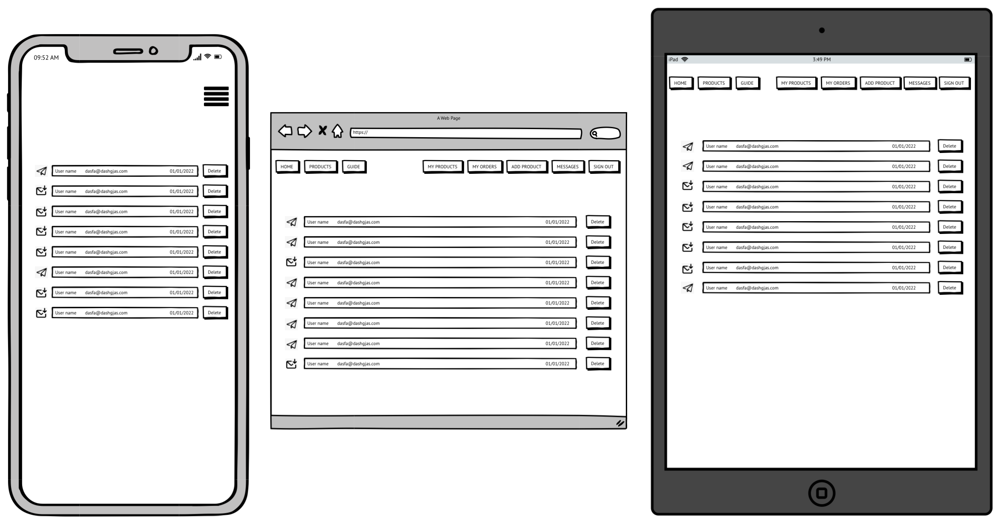 09:52 AM
User name dasfa@dashgjas.com 01/01/2022 Delete
User name dasfa@dashgjas.com 01/01/2022 Delete
User name dasfa@dashgjas.com 01/01/2022 Delete
User name dasfa@dashgjas.com 01/01/2022 Delete
User name dasfa@dashgjas.com 01/01/2022 Delete
User name dasfa@dashgjas.com 01/01/2022 Delete
User name dasfa@dashgjas.com 01/01/2022 Delete
User name dasfa@dashgjas.com 01/01/2022 Delete
A Web Page
https://
HOME PRODUCTS GUIDE MY PRODUCTS MY ORDERS ADD PRODUCT MESSAGES SIGN OUT
User name dasfa@dashgjas.com 01/01/2022 Delete
User name dasfa@dashgjas.com 01/01/2022 Delete
User name dasfa@dashgjas.com 01/01/2022 Delete
User name dasfa@dashgjas.com 01/01/2022 Delete
User name dasfa@dashgjas.com 01/01/2022 Delete
User name dasfa@dashgjas.com 01/01/2022 Delete
User name dasfa@dashgjas.com 01/01/2022 Delete
User name dasfa@dashgjas.com 01/01/2022 Delete
iPad 3:49 PM
HOME PRODUCTS GUIDE MY PRODUCTS MY ORDERS ADD PRODUCT MESSAGES SIGN OUT
User name dasfa@dashgjas.com 01/01/2022 Delete
User name dasfa@dashgjas.com 01/01/2022 Delete
User name dasfa@dashgjas.com 01/01/2022 Delete
User name dasfa@dashgjas.com 01/01/2022 Delete
User name dasfa@dashgjas.com 01/01/2022 Delete
User name dasfa@dashgjas.com 01/01/2022 Delete
User name dasfa@dashgjas.com 01/01/2022 Delete
User name dasfa@dashgjas.com 01/01/2022 Delete